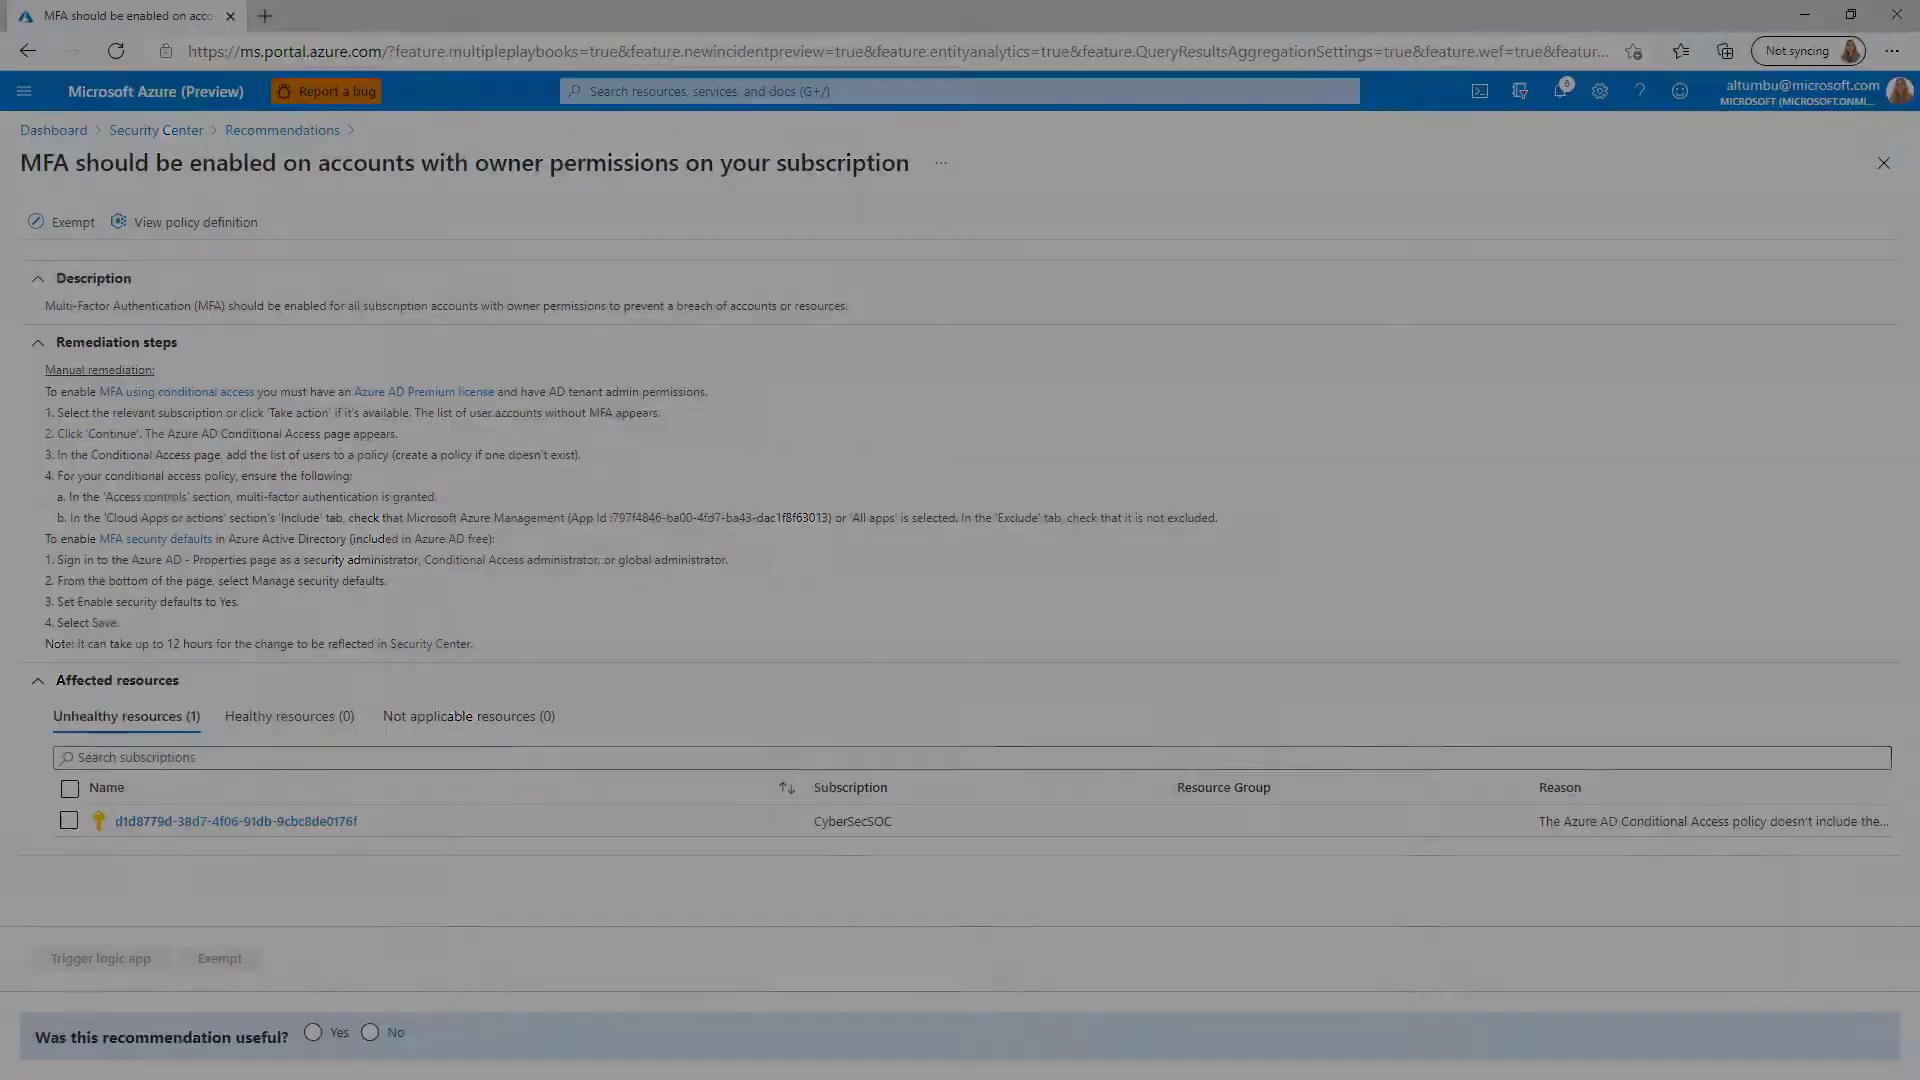 MFA should be enabled on acco
https://ms.portal.azure.com/?feature.multipleplaybooks=true&feature.newincidentpreview=true&feature.entityanalytics=true&feature.QueryResultsAggregationSettings=true&feature.wef=true&featur...
Not syncing
Microsoft Azure (Preview)
Report a bug
Search resources, services, and docs (G+/)
6
altumbu@microsoft.com
MICROSOFT (MICROSOFT.ONMI...
Dashboard > Security Center > Recommendations >
MFA should be enabled on accounts with owner permissions on your subscription ...
Exempt View policy definition
Description
Multi-Factor Authentication (MFA) should be enabled for all subscription accounts with owner permissions to prevent a breach of accounts or resources.
Remediation steps
Manual remediation:
To enable MFA using conditional access you must have an Azure AD Premium license and have AD tenant admin permissions.
1. Select the relevant subscription or click 'Take action' if it's available. The list of user accounts without MFA appears.
2. Click 'Continue'. The Azure AD Conditional Access page appears.
3. In the Conditional Access page, add the list of users to a policy (create a policy if one doesn't exist).
4. For your conditional access policy, ensure the following:
a. In the 'Access controls' section, multi-factor authentication is granted.
b. In the 'Cloud Apps or actions' section's 'Include' tab, check that Microsoft Azure Management (App Id :797f4846-ba00-4fd7-ba43-dac1f8f63013) or 'All apps' is selected. In the 'Exclude' tab, check that it is not excluded.
To enable MFA security defaults in Azure Active Directory (included in Azure AD free):
1. Sign in to the Azure AD - Properties page as a security administrator, Conditional Access administrator, or global administrator.
2. From the bottom of the page, select Manage security defaults.
3. Set Enable security defaults to Yes.
4. Select Save.
Note: It can take up to 12 hours for the change to be reflected in Security Center.
Affected resources
Unhealthy resources (1) Healthy resources (0) Not applicable resources (0)
Search subscriptions
Name Subscription Resource Group Reason
d1d8779d-38d7-4f06-91db-9cbc8de0176f CyberSecSOC The Azure AD Conditional Access policy doesn't include the...
Trigger logic app Exempt
Was this recommendation useful? Yes No